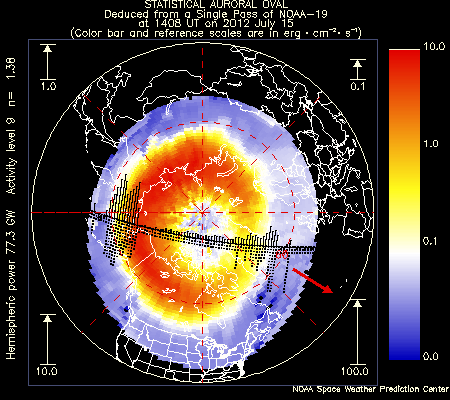 STATISTICAL AURORAL OVAL
Deduced from a Single Pass of NOAA-19
at 1408 UT on 2012 July 15
(Color bar and reference scales are in erg · cm⁻² · s⁻¹)
Hemispheric power 77.3 GW Activity level 9 n= 1.38
1.0
0.1
10.0
100.0
10.0
1.0
0.1
0.0
NOAA Space Weather Prediction Center